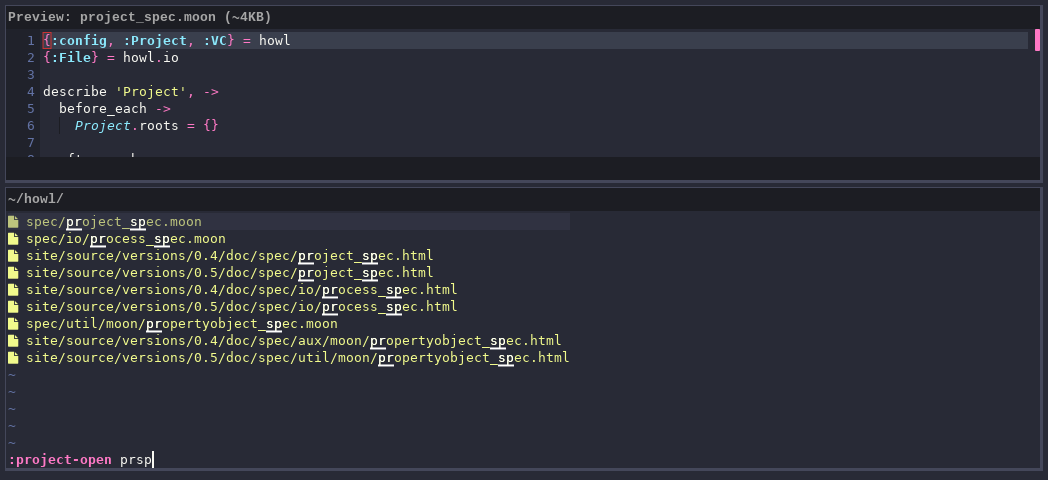 Preview: project_spec.moon (~4KB)
1 {:config, :Project, :VC} = howl
2 {:File} = howl.io
3
4 describe 'Project', ->
5 before_each ->
6 Project.roots = {}
7
~/howl/
spec/project_spec.moon
spec/io/process_spec.moon
site/source/versions/0.4/doc/spec/project_spec.html
site/source/versions/0.5/doc/spec/project_spec.html
site/source/versions/0.4/doc/spec/io/process_spec.html
site/source/versions/0.5/doc/spec/io/process_spec.html
spec/util/moon/propertyobject_spec.moon
site/source/versions/0.4/doc/spec/aux/moon/propertyobject_spec.html
site/source/versions/0.5/doc/spec/util/moon/propertyobject_spec.html
~
~
~
~
~
:project-open prsp